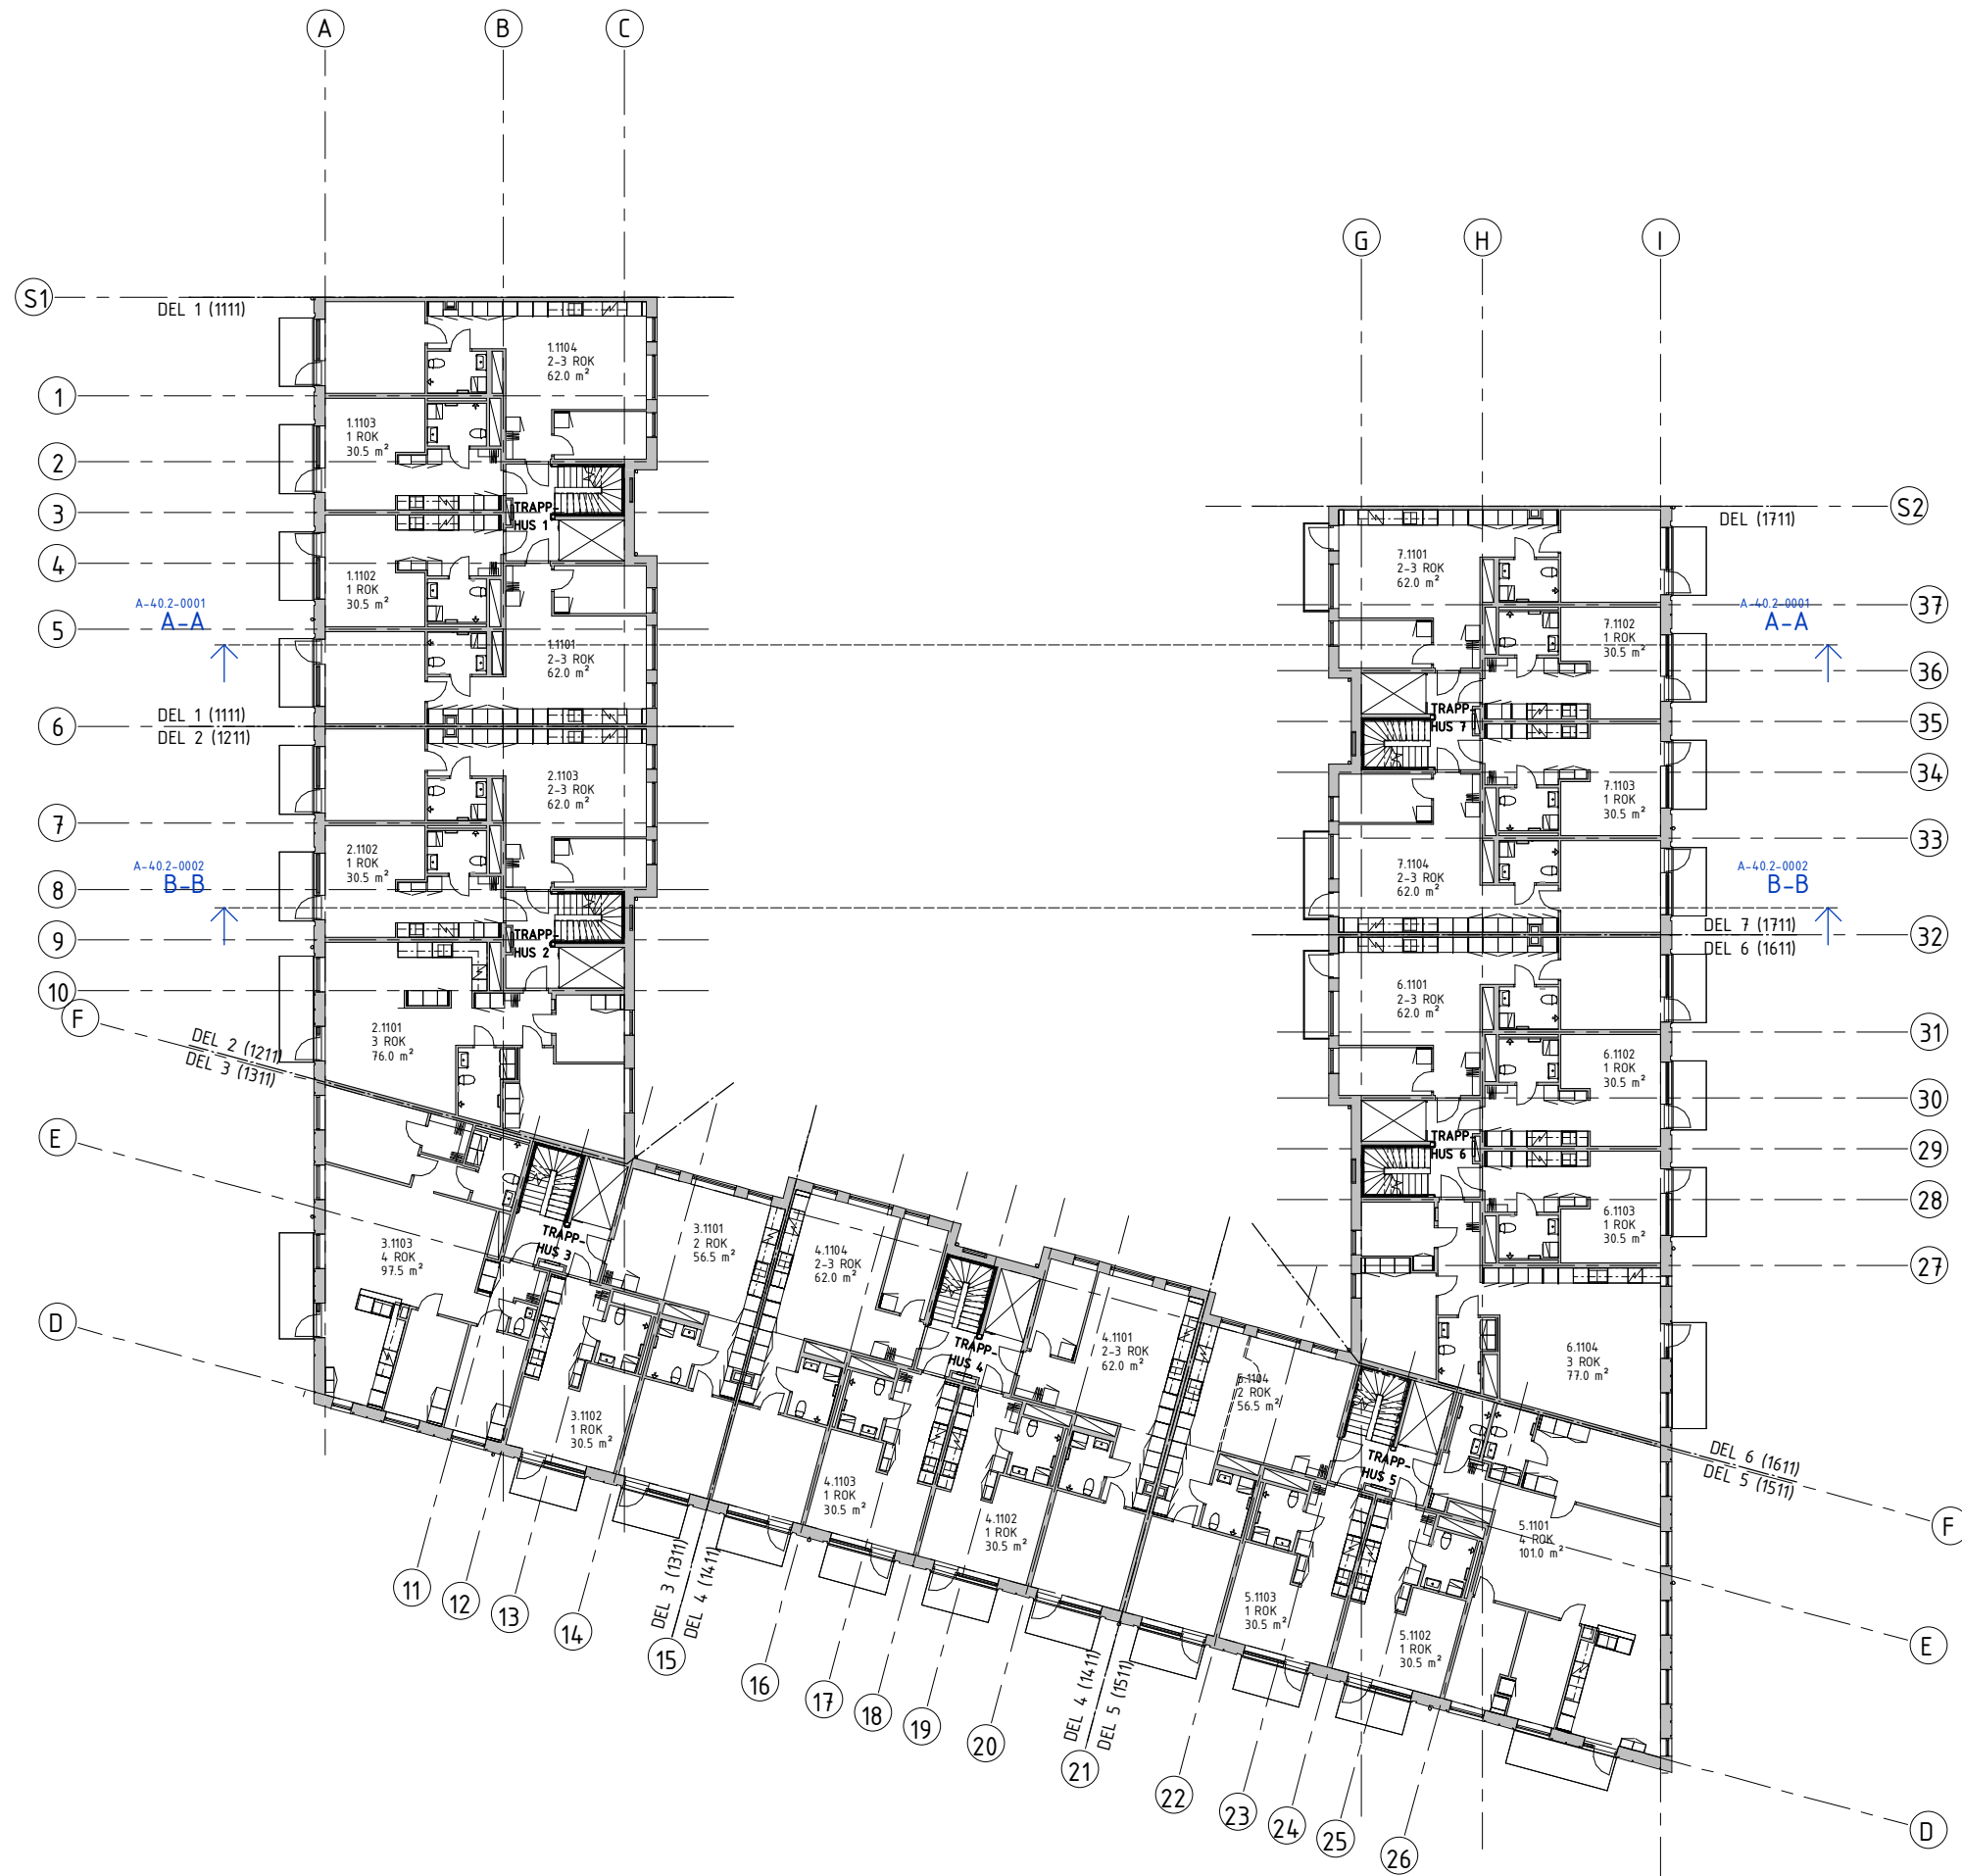 A
B
C
G
H
I
S1
DEL 1 (1111)
1.1104
2-3 ROK
62.0 m²
1
1.1103
1 ROK
30.5 m²
2
3
TRAPP-
HUS 1
4
1.1102
1 ROK
30.5 m²
A-40.2-0001
A-A
5
1.1101
2-3 ROK
62.0 m²
DEL 1 (1111)
6
DEL 2 (1211)
2.1103
2-3 ROK
62.0 m²
7
2.1102
1 ROK
30.5 m²
A-40.2-0002
B-B
8
9
TRAPP-
HUS 2
10
F
2.1101
3 ROK
76.0 m²
DEL 2 (1211)
DEL 3 (1311)
E
D
S2
DEL (1711)
7.1101
2-3 ROK
62.0 m²
37
A-40.2-0001
A-A
7.1102
1 ROK
30.5 m²
36
TRAPP-
HUS 7
35
34
7.1103
1 ROK
30.5 m²
33
7.1104
2-3 ROK
62.0 m²
A-40.2-0002
B-B
DEL 7 (1711)
32
DEL 6 (1611)
6.1101
2-3 ROK
62.0 m²
31
6.1102
1 ROK
30.5 m²
30
TRAPP-
HUS 6
29
28
6.1103
1 ROK
30.5 m²
27
6.1104
3 ROK
77.0 m²
DEL 6 (1611)
DEL 5 (1511)
F
E
D
3.1103
4 ROK
97.5 m²
TRAPP-
HUS 3
3.1101
2 ROK
56.5 m²
3.1102
1 ROK
30.5 m²
4.1104
2-3 ROK
62.0 m²
TRAPP-
HUS 4
4.1101
2-3 ROK
62.0 m²
4.1103
1 ROK
30.5 m²
4.1102
1 ROK
30.5 m²
5.1104
2 ROK
56.5 m²
TRAPP-
HUS 5
5.1101
4 ROK
101.0 m²
5.1103
1 ROK
30.5 m²
5.1102
1 ROK
30.5 m²
11
12
13
14
DEL 3 (1311)
DEL 4 (1411)
15
16
17
18
19
20
DEL 4 (1411)
DEL 5 (1511)
21
22
23
24
25
26